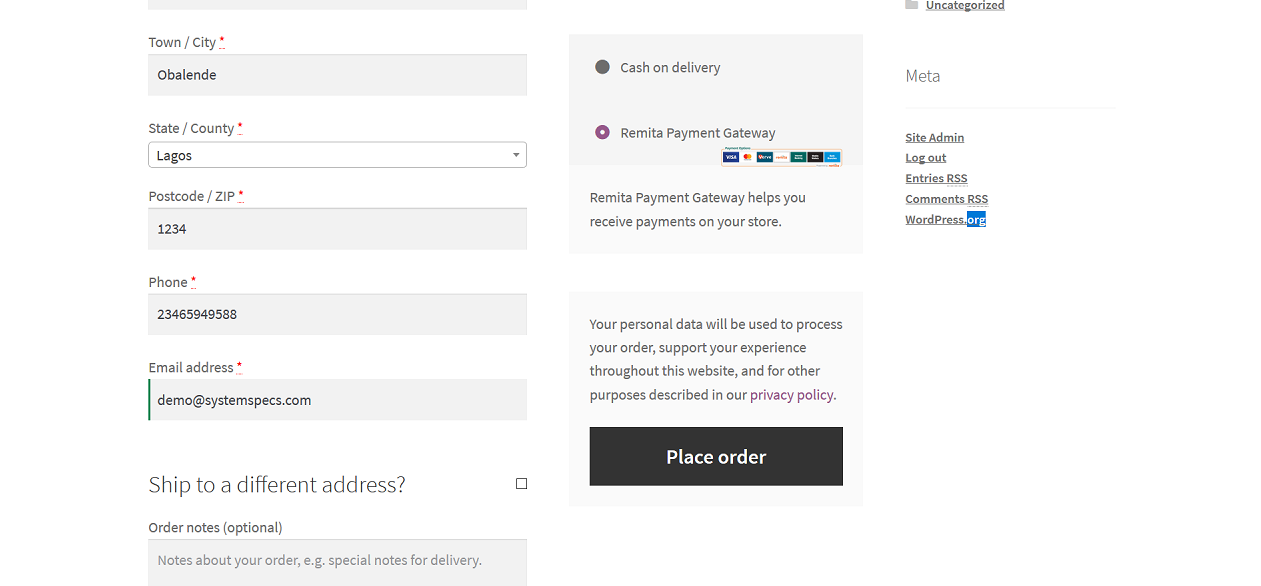 Town / City *
Obalende
State / County *
Lagos
Postcode / ZIP *
1234
Phone *
23465949588
Email address *
demo@systemspecs.com
Ship to a different address?
Order notes (optional)
Notes about your order, e.g. special notes for delivery.
Cash on delivery
Remita Payment Gateway
VISA
Verve
Remita Payment Gateway helps you
receive payments on your store.
Your personal data will be used to process
your order, support your experience
throughout this website, and for other
purposes described in our privacy policy.
Place order
Uncategorized
Meta
Site Admin
Log out
Entries RSS
Comments RSS
WordPress.org